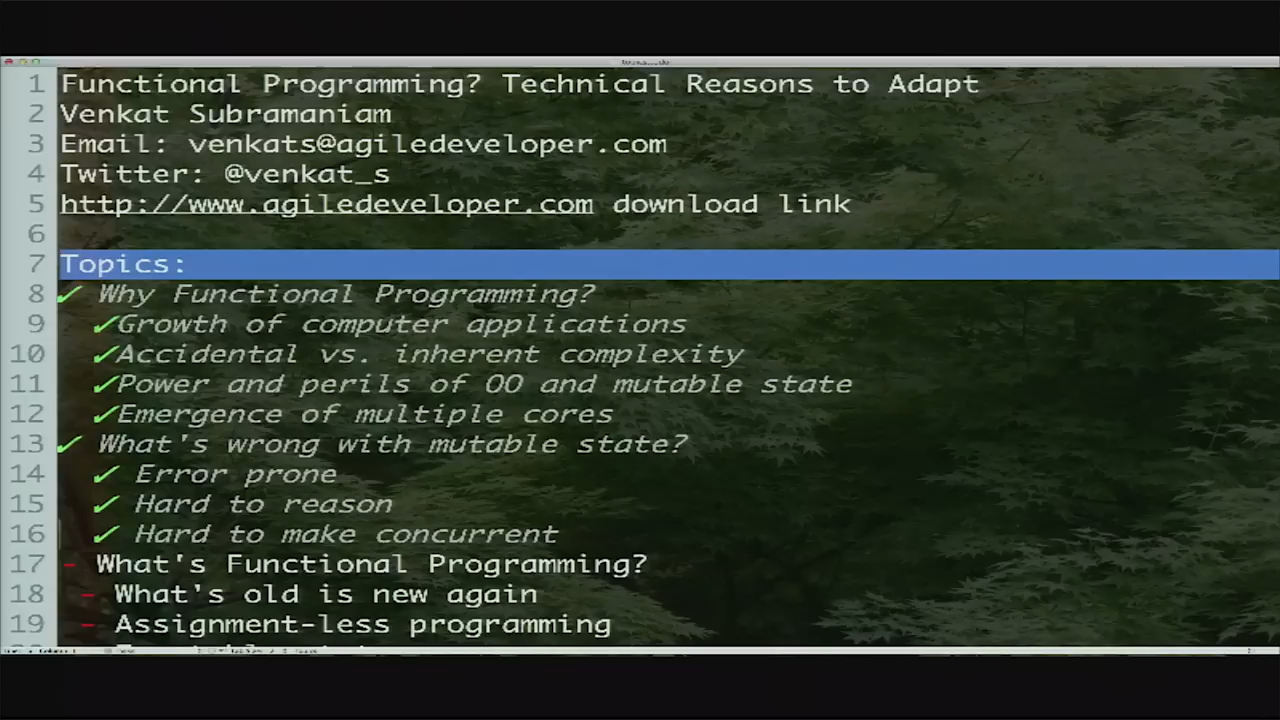 1 Functional Programming? Technical Reasons to Adapt
2 Venkat Subramaniam
3 Email: venkats@agiledeveloper.com
4 Twitter: @venkat_s
5 http://www.agiledeveloper.com download link
6
7 Topics:
8 ✓ Why Functional Programming?
9 ✓Growth of computer applications
10 ✓Accidental vs. inherent complexity
11 ✓Power and perils of OO and mutable state
12 ✓Emergence of multiple cores
13 ✓ What's wrong with mutable state?
14 ✓ Error prone
15 ✓ Hard to reason
16 ✓ Hard to make concurrent
17 - What's Functional Programming?
18 - What's old is new again
19 - Assignment-less programming